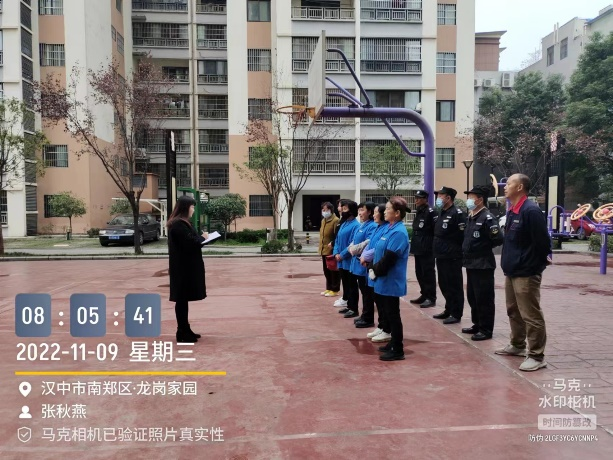 08:05:41
2022-11-09 星期三
汉中市南郑区·龙岗家园
张秋燕
马克相机已验证照片真实性
马克
水印相机
时间防篡改
防伪 2LGF3YC6YCNNP4